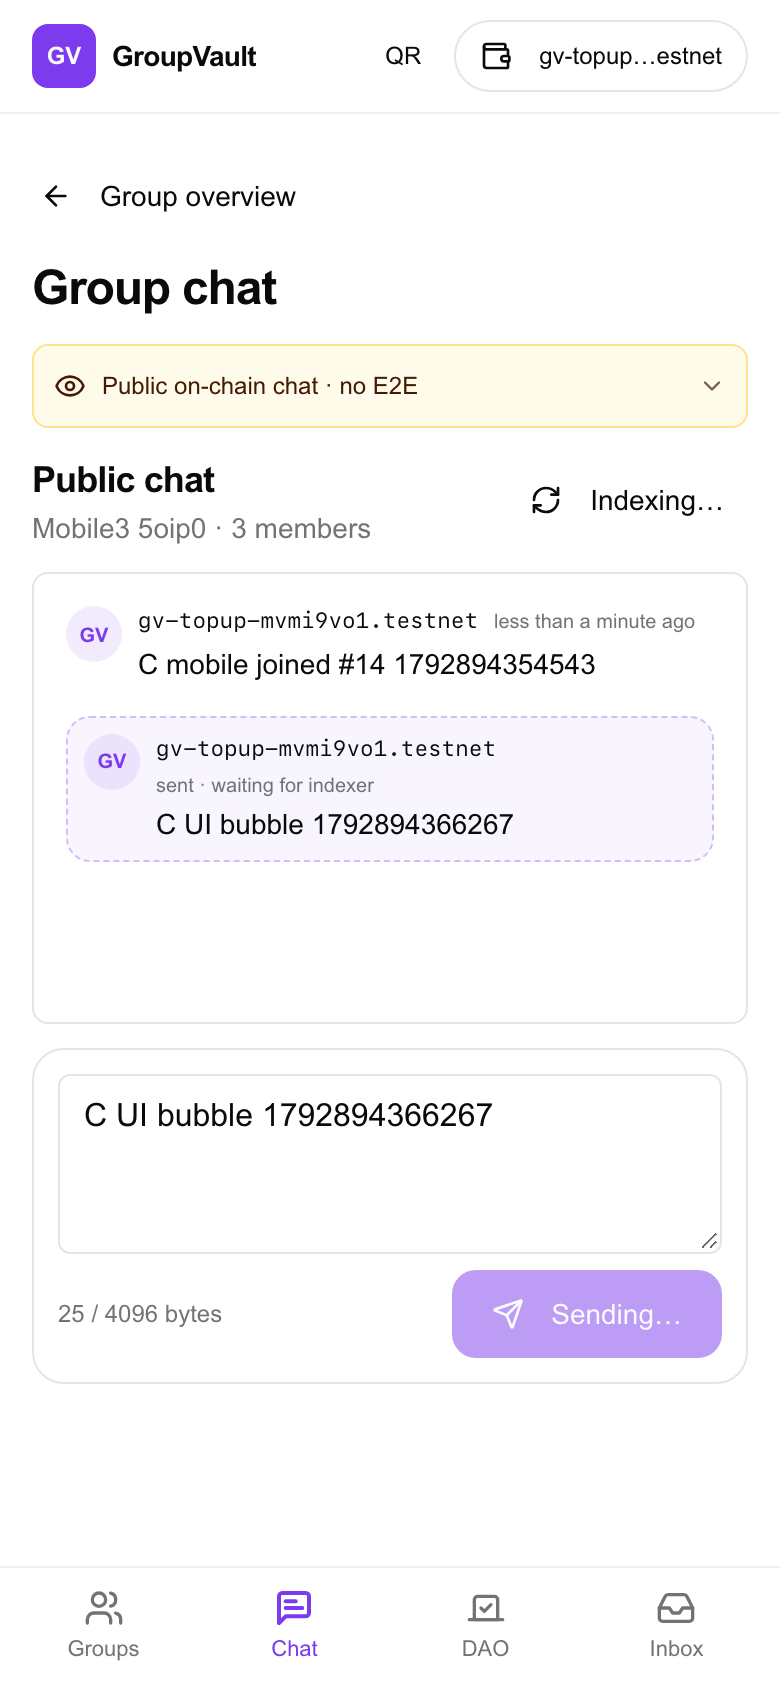 GV GroupVault QR gv-topup…estnet
Group overview
Group chat
Public on-chain chat · no E2E
Public chat
Mobile3 5oip0 · 3 members
Indexing…
GV
gv-topup-mvmi9vo1.testnet less than a minute ago
C mobile joined #14 1792894354543
GV
gv-topup-mvmi9vo1.testnet
sent · waiting for indexer
C UI bubble 1792894366267
C UI bubble 1792894366267
25 / 4096 bytes
Sending…
Groups Chat DAO Inbox